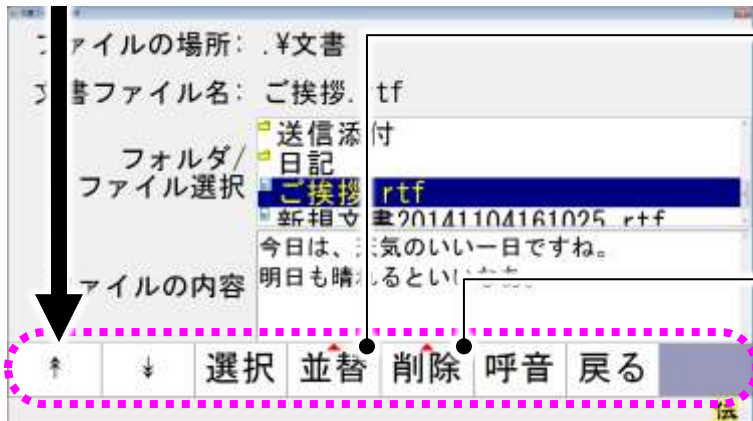 ファイルの場所: .¥文書
文書ファイル名: ご挨拶.rtf
フォルダ/
ファイル選択
送信添付
日記
ご挨拶.rtf
新規文書20141104161025.rtf
ファイルの内容
今日は、天気のいい一日ですね。
明日も晴れるといい
↑ ↓ 選択 並替 削除 呼音 戻る